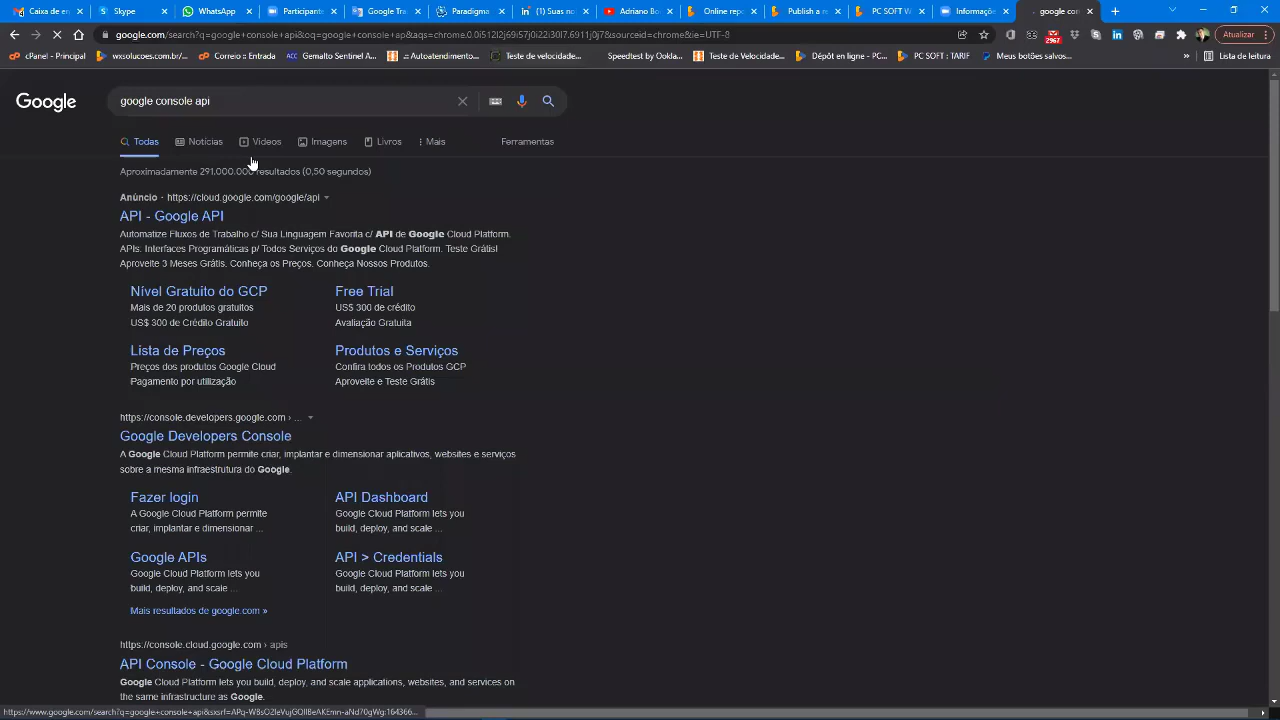 Caixa de en
Skype
WhatsApp
Participante
Google Tra
Paradigma
(1) Suas no
Adriano Bo
Online repo
Publish a r
PC SOFT W
Informaçõe
google con
google.com/search?q=google+console+api&oq=google+console+api&aqs=chrome.0.0i512l2j69i57j0i22i30l7.6911j0j7&sourceid=chrome&ie=UTF-8
2967
Atualizar
cPanel - Principal
wxsolucoes.com.br/...
Correio :: Entrada
Gemalto Sentinel A...
.:: Autoatendimento...
Teste de velocidade...
Speedtest by Ookla...
Teste de Velocidade...
Dépôt en ligne - PC...
PC SOFT : TARIF
Meus botões salvos...
»
Lista de leitura
Google
google console api
Todas
Notícias
Vídeos
Imagens
Livros
Mais
Ferramentas
Aproximadamente 291.000.000 resultados (0,50 segundos)
Anúncio · https://cloud.google.com/google/api
API - Google API
Automatize Fluxos de Trabalho c/ Sua Linguagem Favorita c/ API de Google Cloud Platform.
APIs: Interfaces Programáticas p/ Todos Serviços do Google Cloud Platform. Teste Grátis!
Aproveite 3 Meses Grátis. Conheça os Preços. Conheça Nossos Produtos.
Nível Gratuito do GCP
Mais de 20 produtos gratuitos
US$ 300 de Crédito Gratuito
Free Trial
US$ 300 de crédito
Avaliação Gratuita
Lista de Preços
Preços dos produtos Google Cloud
Pagamento por utilização
Produtos e Serviços
Confira todos os Produtos GCP
Aproveite e Teste Grátis
https://console.developers.google.com › ...
Google Developers Console
A Google Cloud Platform permite criar, implantar e dimensionar aplicativos, websites e serviços
sobre a mesma infraestrutura do Google.
Fazer login
A Google Cloud Platform permite
criar, implantar e dimensionar ...
API Dashboard
Google Cloud Platform lets you
build, deploy, and scale ...
Google APIs
Google Cloud Platform lets you
build, deploy, and scale ...
API > Credentials
Google Cloud Platform lets you
build, deploy, and scale ...
Mais resultados de google.com »
https://console.cloud.google.com › apis
API Console - Google Cloud Platform
Google Cloud Platform lets you build, deploy, and scale applications, websites, and services on
the same infrastructure as Google.